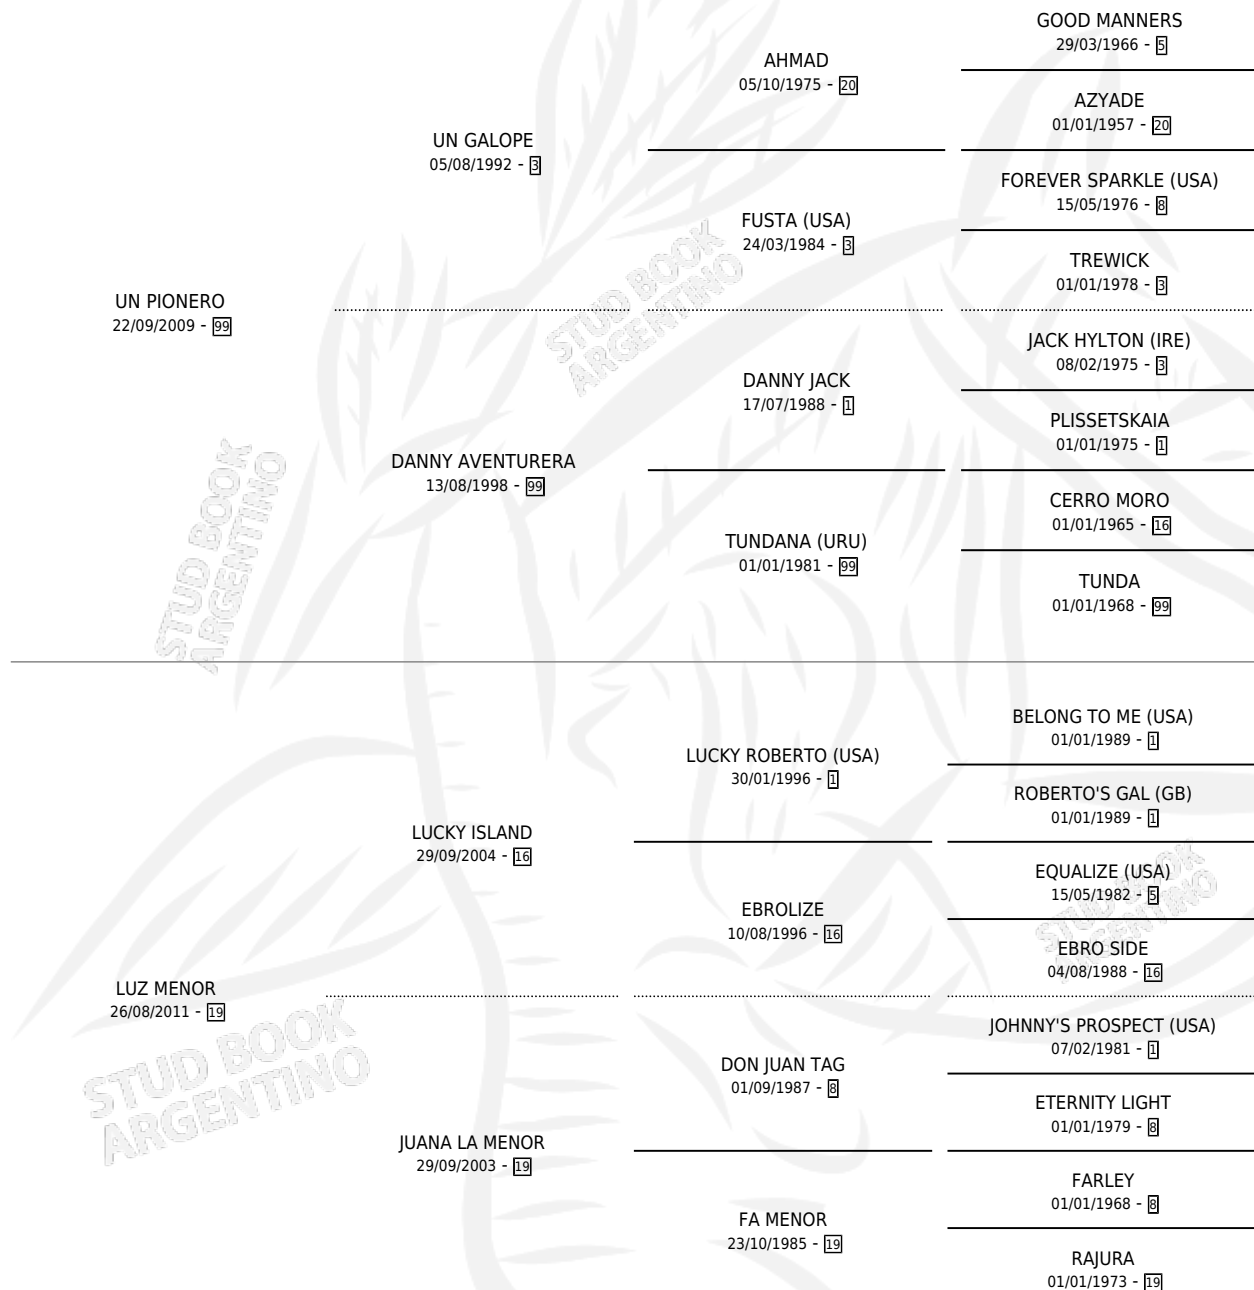 UN PIONERO
22/09/2009 - 99
UN GALOPE
05/08/1992 - 3
AHMAD
05/10/1975 - 20
GOOD MANNERS
29/03/1966 - 5
AZYADE
01/01/1957 - 20
FUSTA (USA)
24/03/1984 - 3
FOREVER SPARKLE (USA)
15/05/1976 - 8
TREWICK
01/01/1978 - 3
DANNY AVENTURERA
13/08/1998 - 99
DANNY JACK
17/07/1988 - 1
JACK HYLTON (IRE)
08/02/1975 - 3
PLISSETSKAIA
01/01/1975 - 1
TUNDANA (URU)
01/01/1981 - 99
CERRO MORO
01/01/1965 - 16
TUNDA
01/01/1968 - 99
LUZ MENOR
26/08/2011 - 19
LUCKY ISLAND
29/09/2004 - 16
LUCKY ROBERTO (USA)
30/01/1996 - 1
BELONG TO ME (USA)
01/01/1989 - 1
ROBERTO'S GAL (GB)
01/01/1989 - 1
EBROLIZE
10/08/1996 - 16
EQUALIZE (USA)
15/05/1982 - 5
EBRO SIDE
04/08/1988 - 16
JUANA LA MENOR
29/09/2003 - 19
DON JUAN TAG
01/09/1987 - 8
JOHNNY'S PROSPECT (USA)
07/02/1981 - 1
ETERNITY LIGHT
01/01/1979 - 8
FA MENOR
23/10/1985 - 19
FARLEY
01/01/1968 - 8
RAJURA
01/01/1973 - 19
STUD BOOK
ARGENTINO
STUD BOOK
ARGENTINO
STUD BOOK
ARGENTINO
STUD BOOK
ARGENTINO